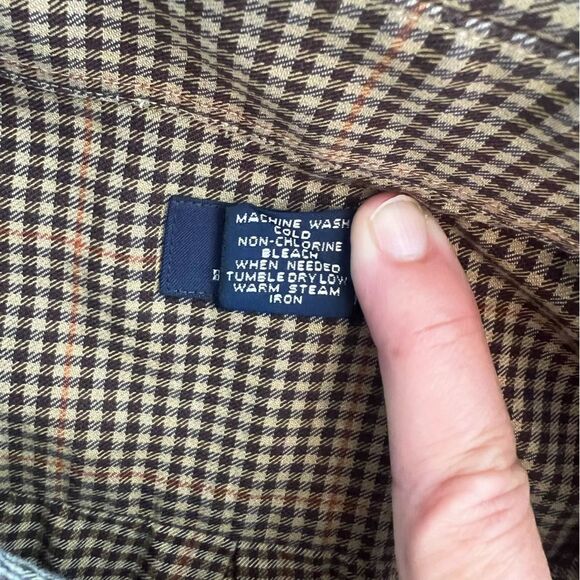 MACHINE WASH
COLD
NON-CHLORINE
BLEACH
WHEN NEEDED
TUMBLE DRY LOW
WARM STEAM
IRON